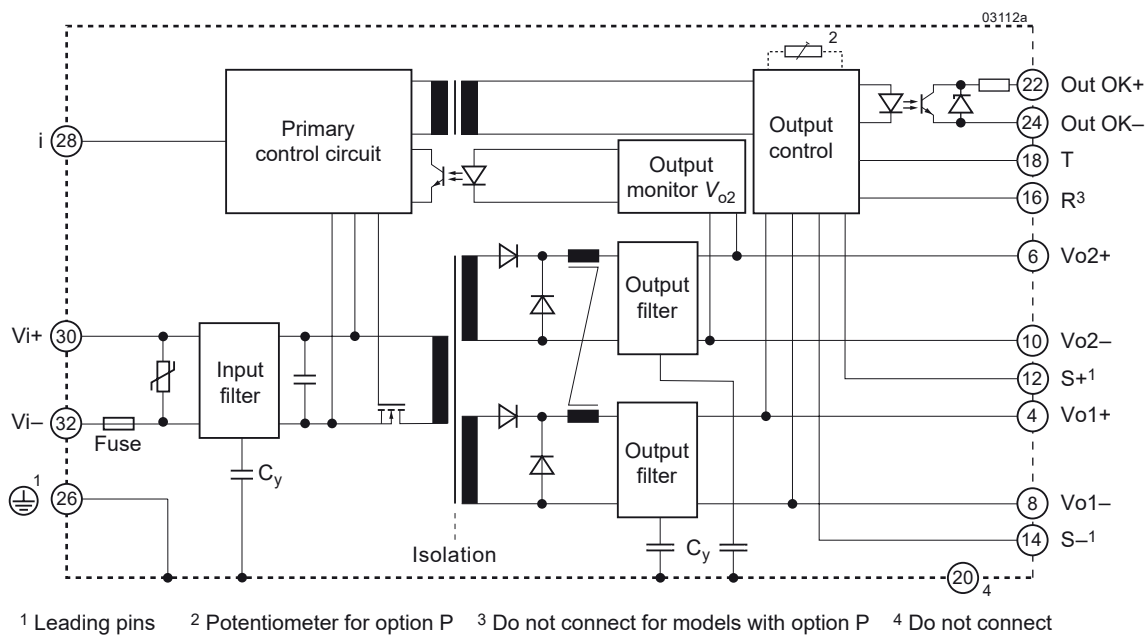 03112a
2
22 Out OK+
Primary
control circuit
Output
control
24 Out OK–
i 28
Output
monitor Vo2
18 T
16 R3
6 Vo2+
Output
filter
Vi+ 30
10 Vo2–
Input
filter
12 S+1
4 Vo1+
Vi– 32
Fuse
Output
filter
Cy
1
26
8 Vo1–
14 S–1
Isolation
Cy
20 4
1 Leading pins 2 Potentiometer for option P 3 Do not connect for models with option P 4 Do not connect